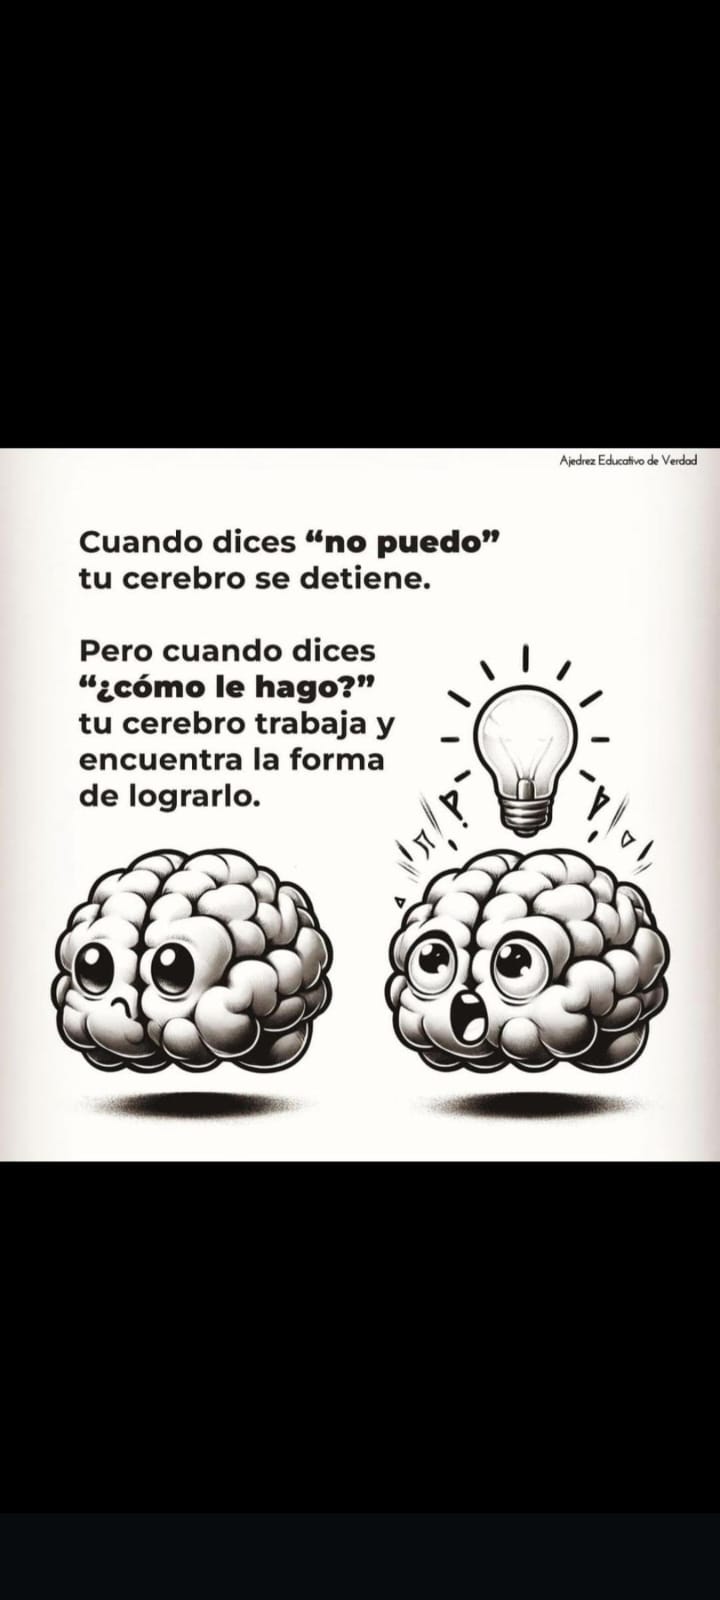 Ajedrez Educativo de Verdad
Cuando dices “no puedo”
tu cerebro se detiene.
Pero cuando dices
“¿cómo le hago?”
tu cerebro trabaja y
encuentra la forma
de lograrlo.